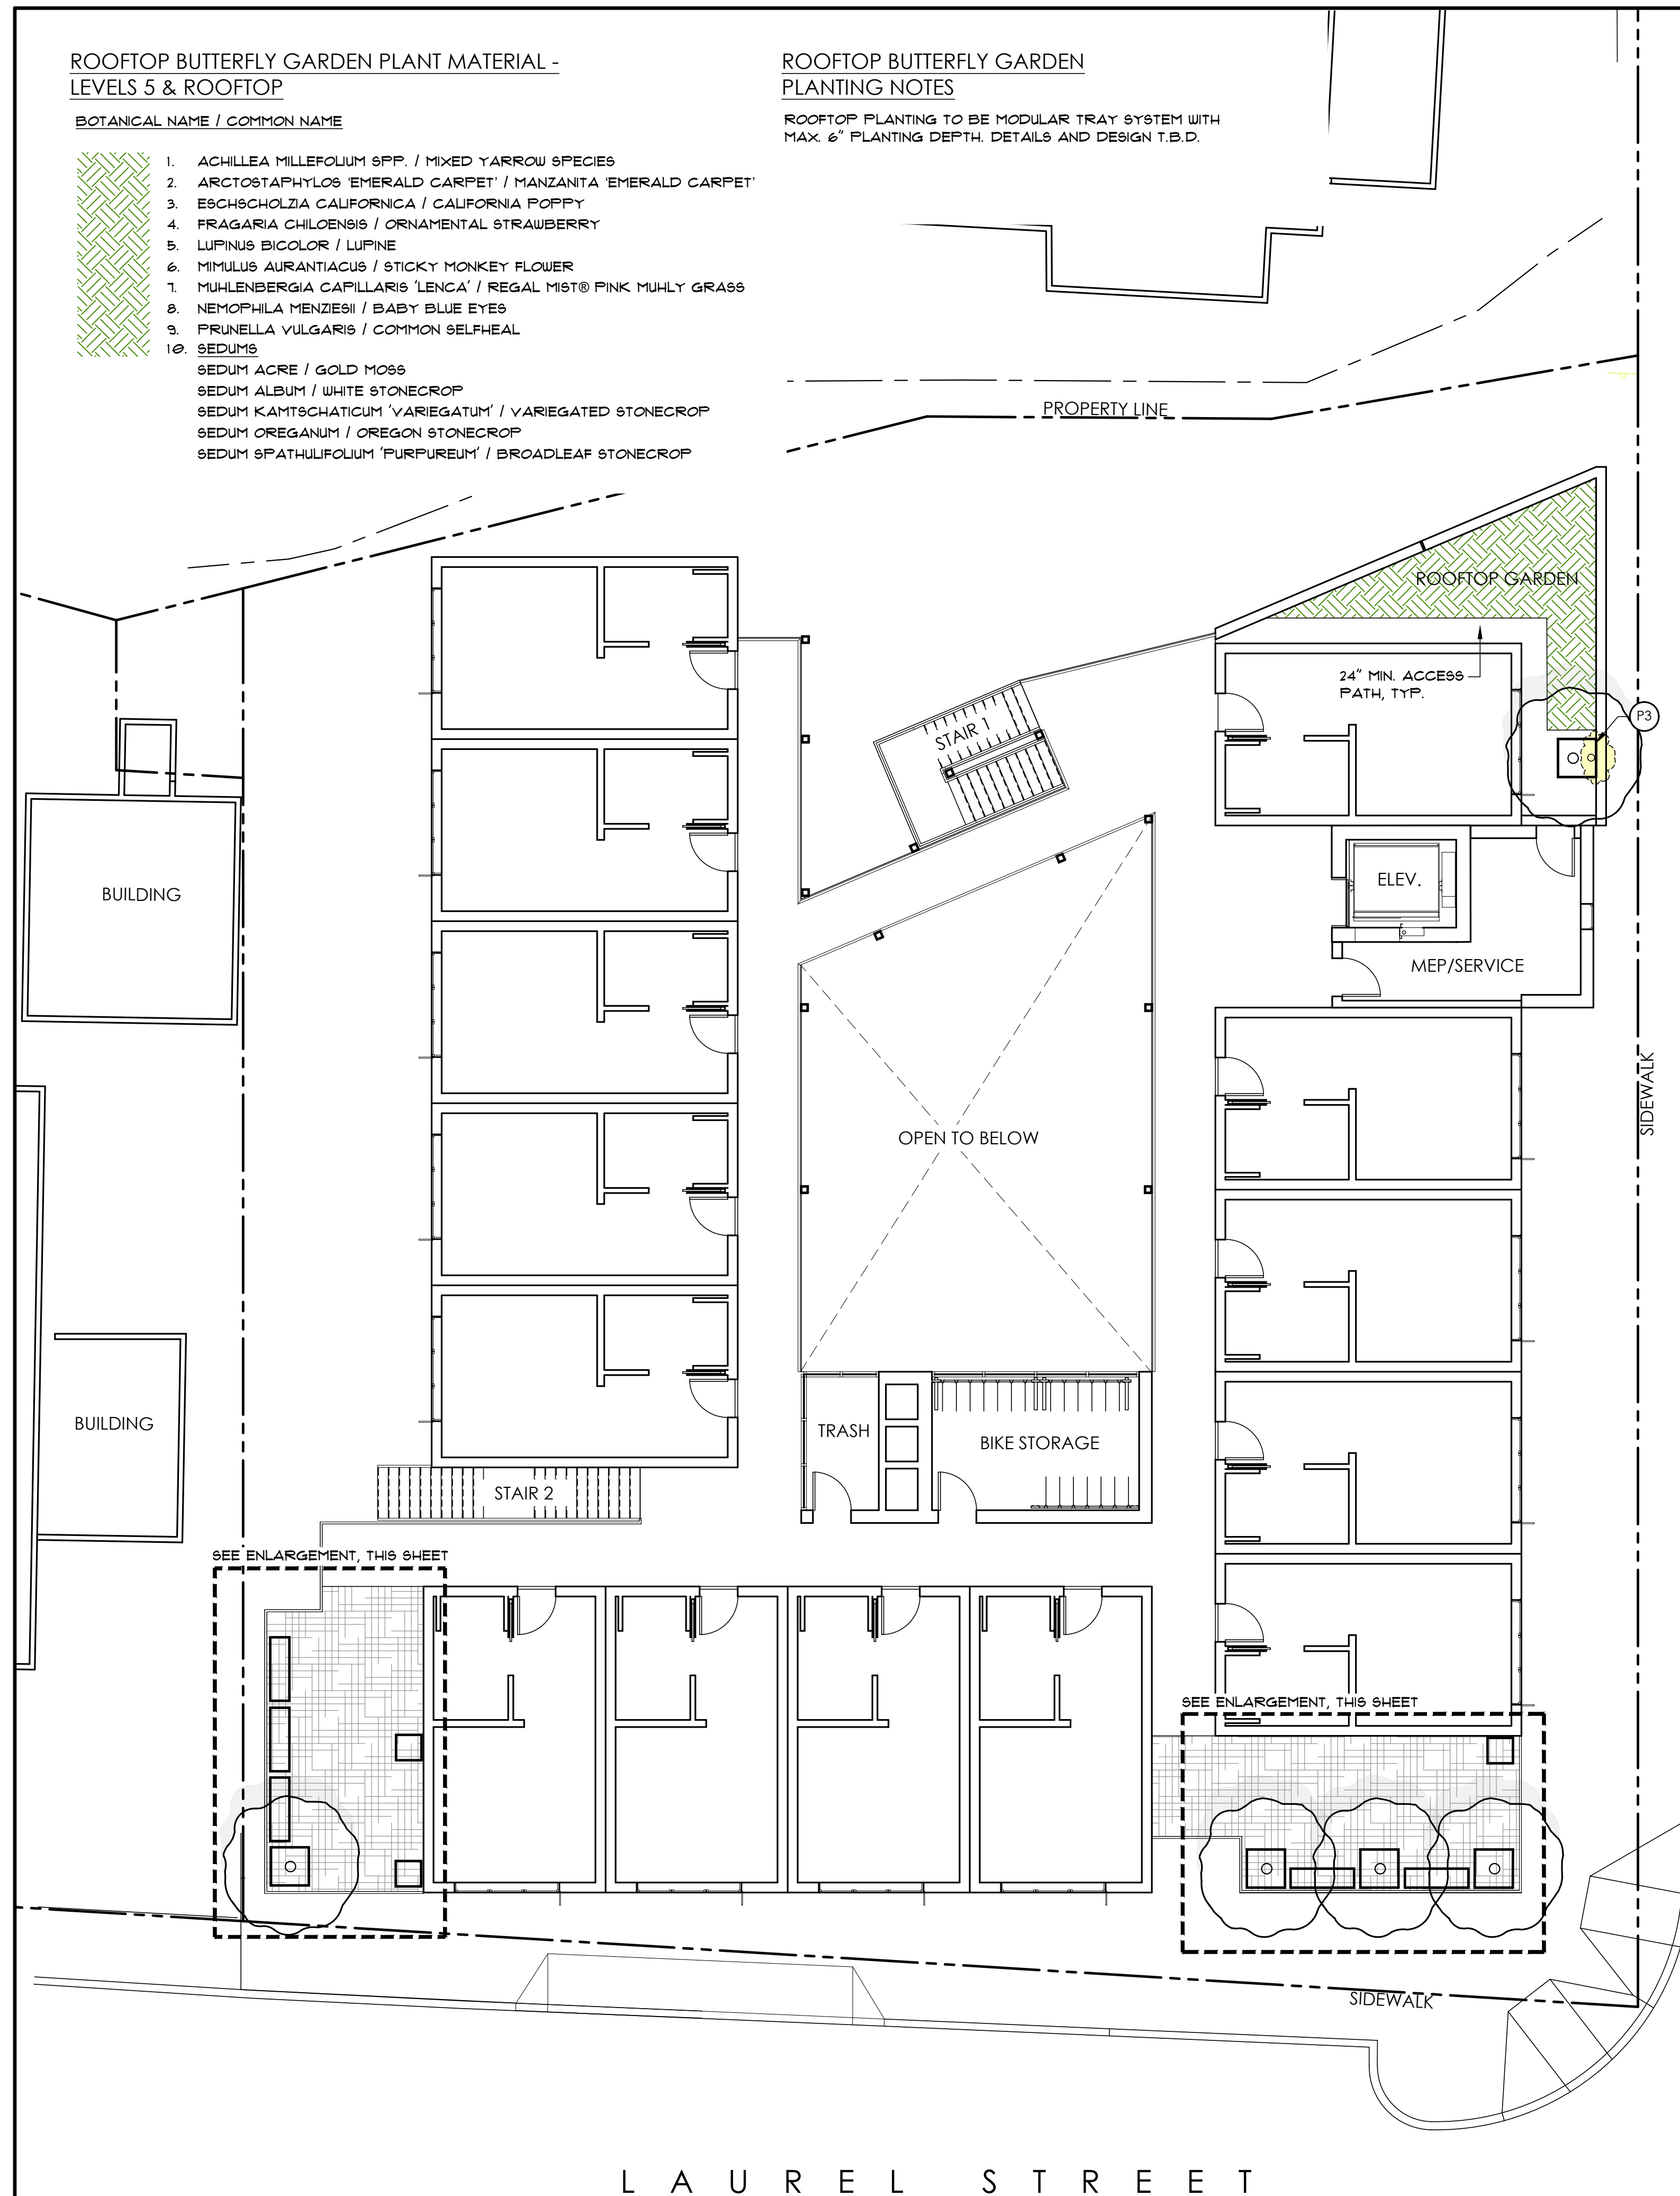 ROOFTOP BUTTERFLY GARDEN PLANT MATERIAL -
LEVELS 5 & ROOFTOP
BOTANICAL NAME / COMMON NAME
1. ACHILLEA MILLEFOLIUM SPP. / MIXED YARROW SPECIES
2. ARCTOSTAPHYLOS 'EMERALD CARPET' / MANZANITA 'EMERALD CARPET'
3. ESCHSCHOLZIA CALIFORNICA / CALIFORNIA POPPY
4. FRAGARIA CHILOENSIS / ORNAMENTAL STRAWBERRY
5. LUPINUS BICOLOR / LUPINE
6. MIMULUS AURANTIACUS / STICKY MONKEY FLOWER
7. MUHLENBERGIA CAPILLARIS 'LENCA' / REGAL MIST® PINK MUHLY GRASS
8. NEMOPHILA MENZIESII / BABY BLUE EYES
9. PRUNELLA VULGARIS / COMMON SELFHEAL
10. SEDUMS
SEDUM ACRE / GOLD MOSS
SEDUM ALBUM / WHITE STONECROP
SEDUM KAMTSCHATICUM 'VARIEGATUM' / VARIEGATED STONECROP
SEDUM OREGANUM / OREGON STONECROP
SEDUM SPATHULIFOLIUM 'PURPUREUM' / BROADLEAF STONECROP
ROOFTOP BUTTERFLY GARDEN
PLANTING NOTES
ROOFTOP PLANTING TO BE MODULAR TRAY SYSTEM WITH
MAX. 6" PLANTING DEPTH. DETAILS AND DESIGN T.B.D.
PROPERTY LINE
ROOFTOP GARDEN
24" MIN. ACCESS
PATH, TYP.
P3
STAIR 1
BUILDING
ELEV.
MEP/SERVICE
SIDEWALK
OPEN TO BELOW
BUILDING
TRASH
BIKE STORAGE
STAIR 2
SEE ENLARGEMENT, THIS SHEET
SEE ENLARGEMENT, THIS SHEET
SIDEWALK
LAUREL STREET